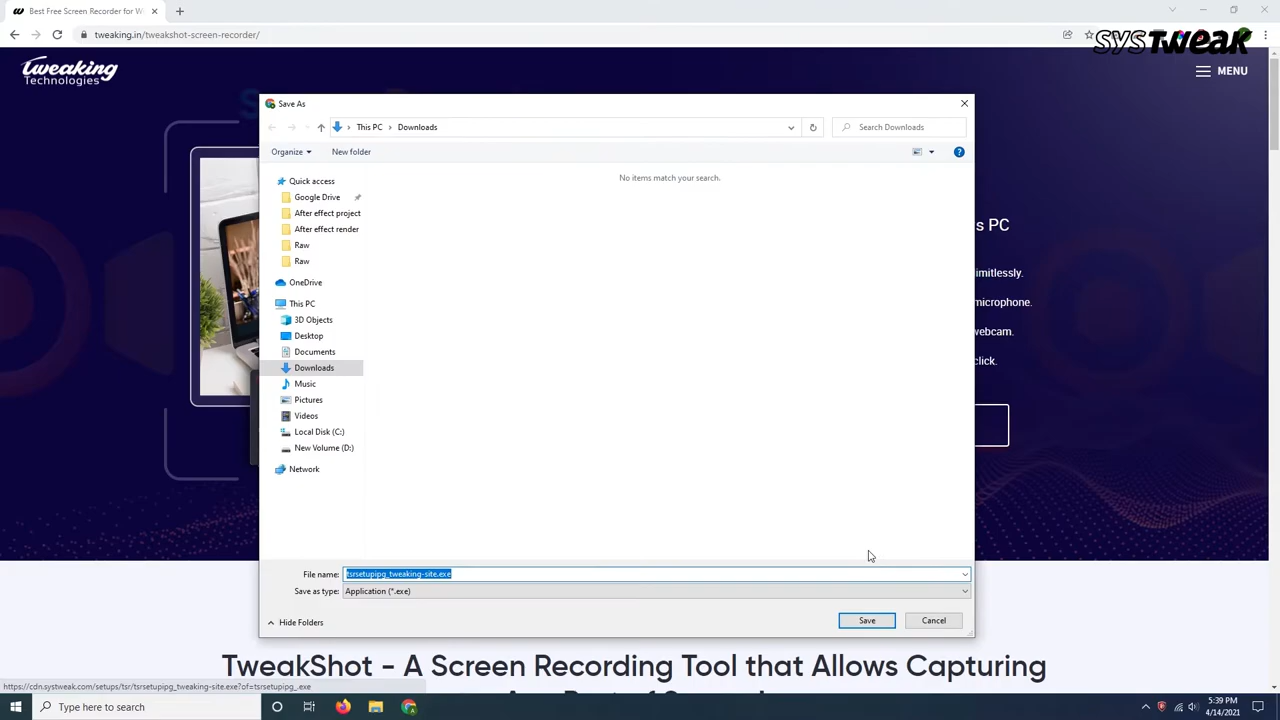 Best Free Screen Recorder for Wi
tweaking.in/tweakshot-screen-recorder/
SYSTweak
Tweaking
Technologies
MENU
Save As
This PC
Downloads
Search Downloads
Organize
New folder
No items match your search.
Quick access
Google Drive
After effect project
After effect render
Raw
Raw
OneDrive
This PC
3D Objects
Desktop
Documents
Downloads
Music
Pictures
Videos
Local Disk (C:)
New Volume (D:)
Network
s PC
imitlessly.
microphone.
webcam.
click.
File name: tsrsetupipg_tweaking-site.exe
Save as type: Application (*.exe)
Hide Folders
Save
Cancel
TweakShot - A Screen Recording Tool that Allows Capturing
https://cdn.systweak.com/setups/tsr/tsrsetupipg_tweaking-site.exe?of=tsrsetupipg_.exe
Type here to search
5:39 PM
4/14/2021